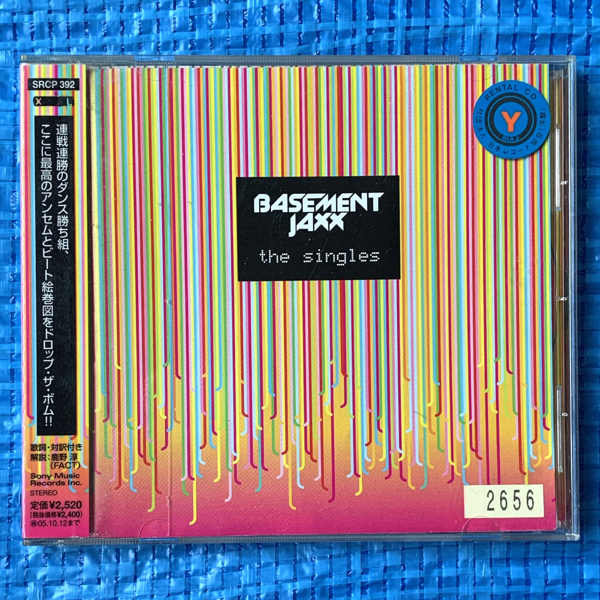 SRCP 392
X L
連戦連勝のダンス勝ち組、
ここに最高のアンセムとビート絵巻図をドロップ・ザ・ボム!!
歌詞・対訳付き
解説:鹿野 淳
(FACT)
Sony Music
Records Inc.
STEREO
定価¥2,520
(税抜価格¥2,400)
㊟05.10.12まで
BASEMENT
JAXX
the singles
RENTAL CD
Y
2656